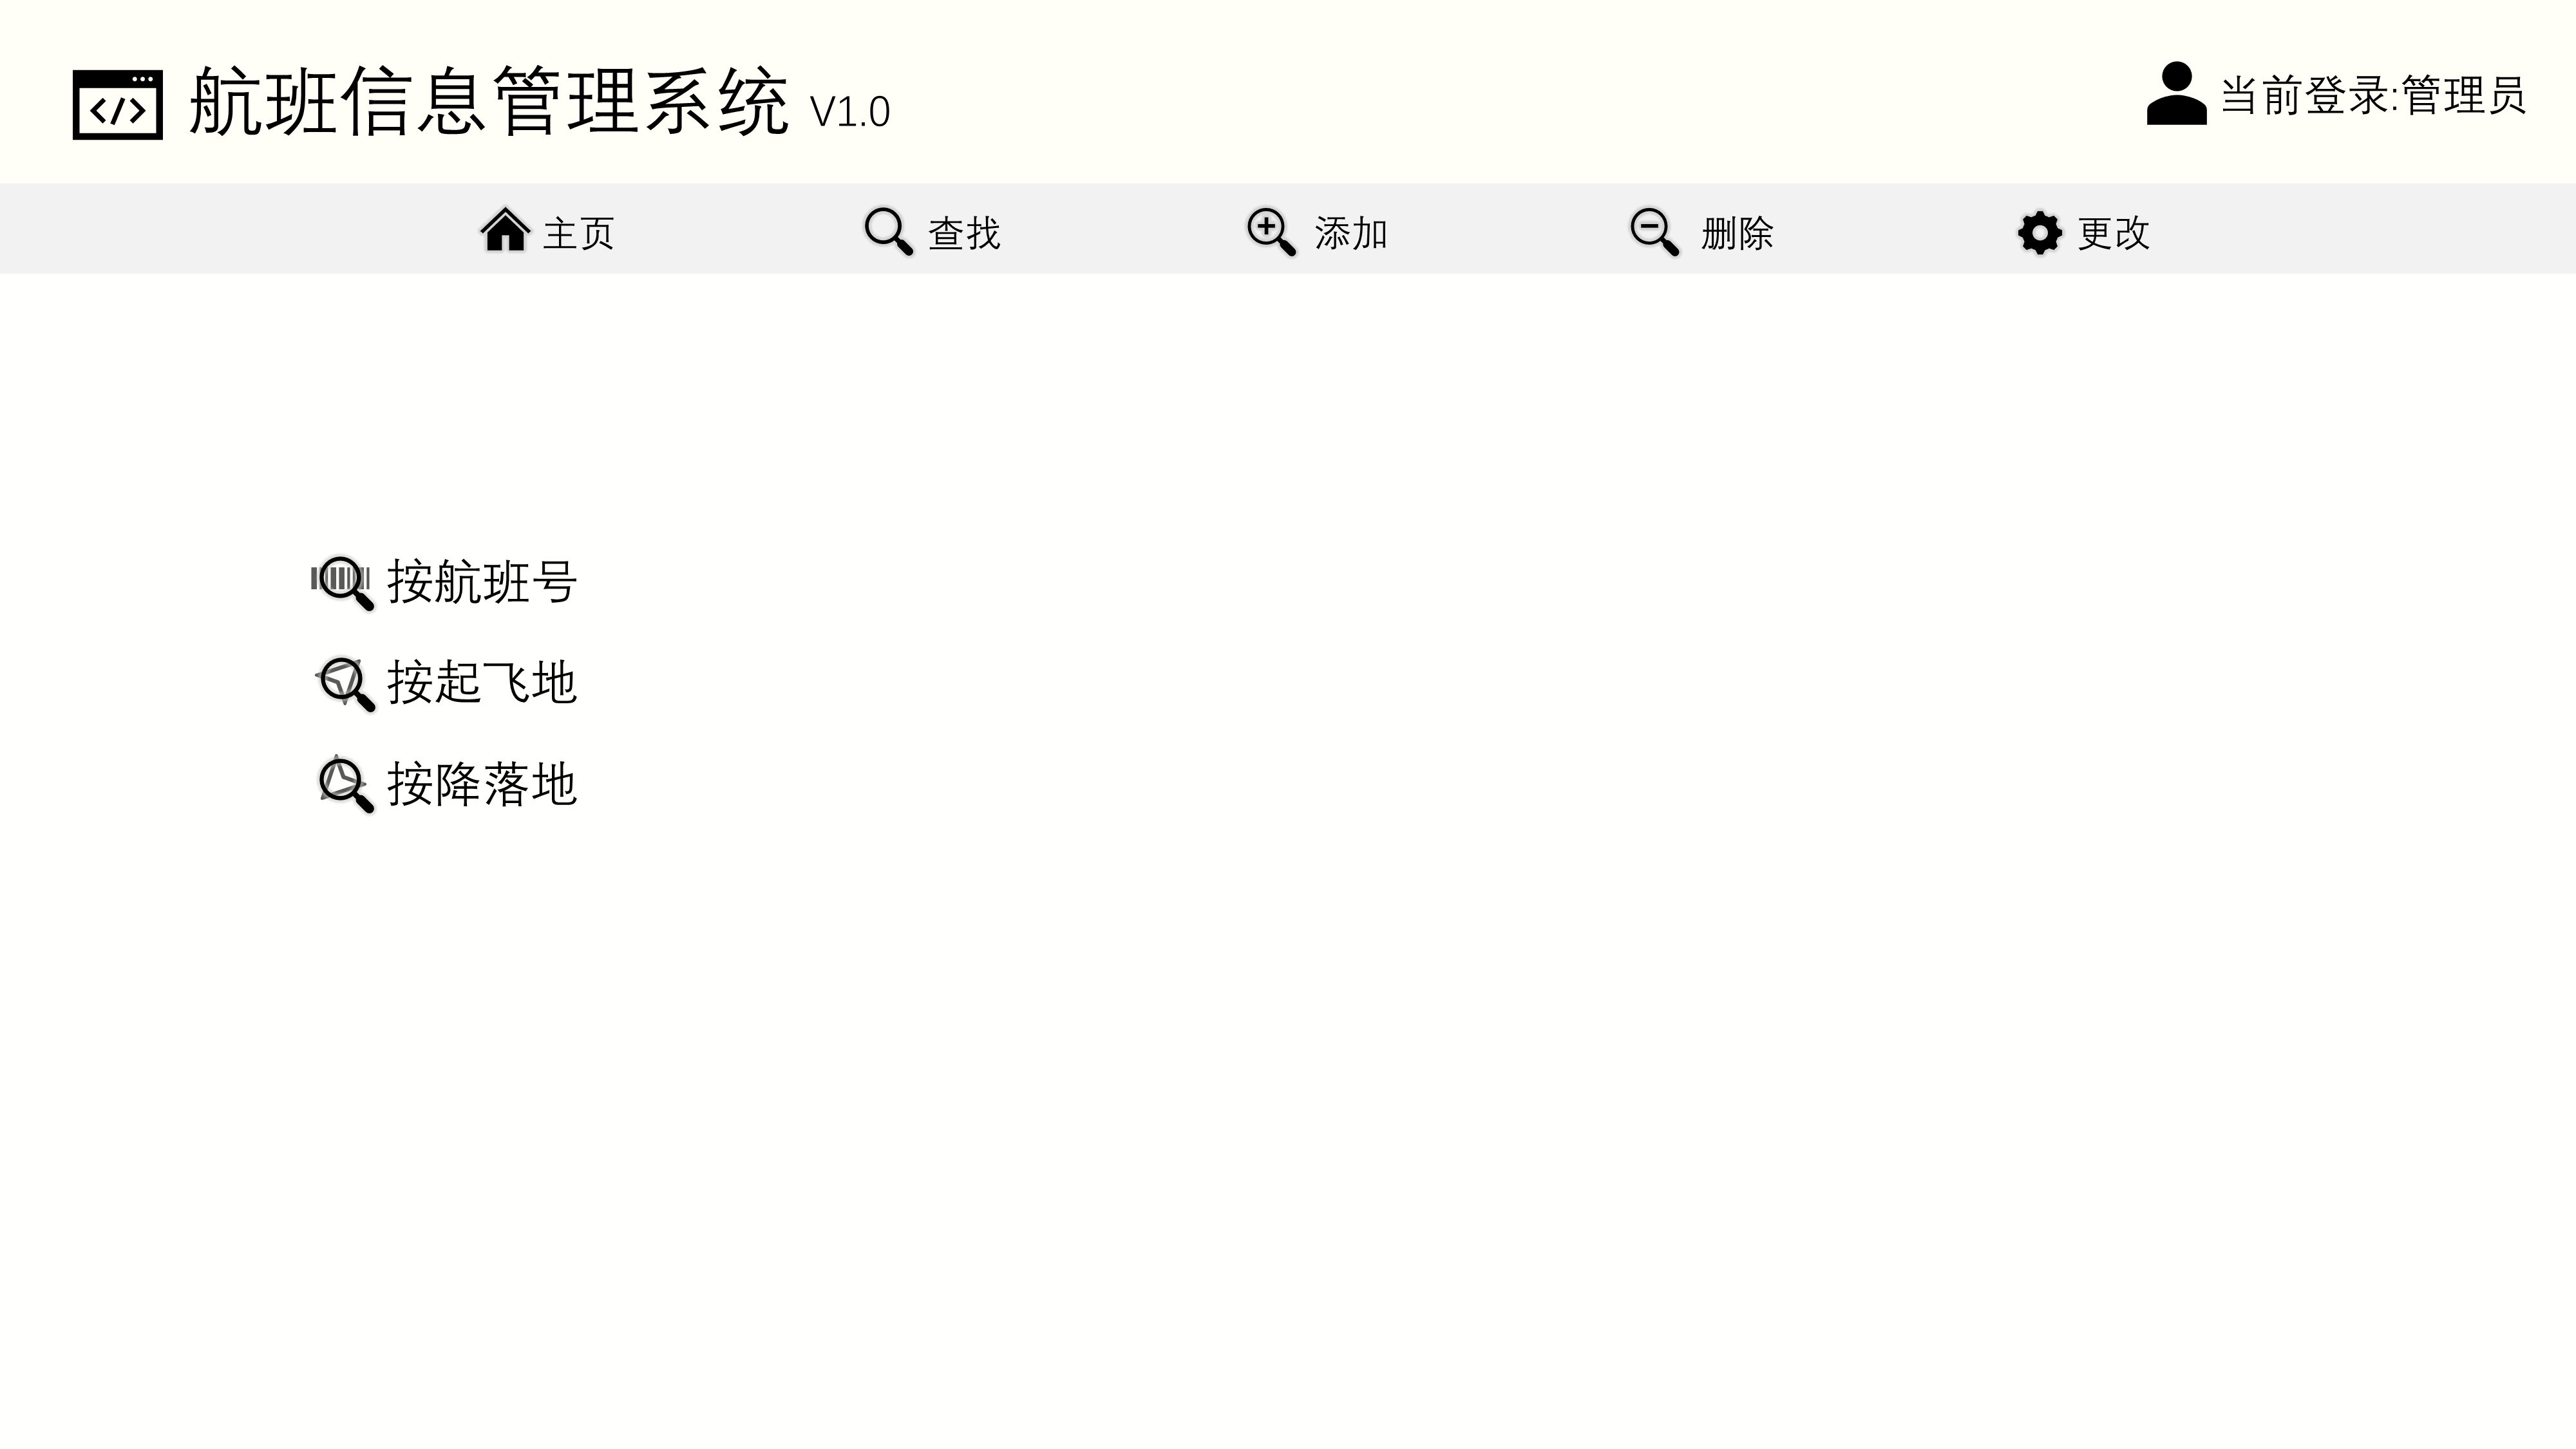 航班信息管理系统 V1.0
当前登录:管理员
主页 查找 添加 删除 更改
按航班号
按起飞地
按降落地